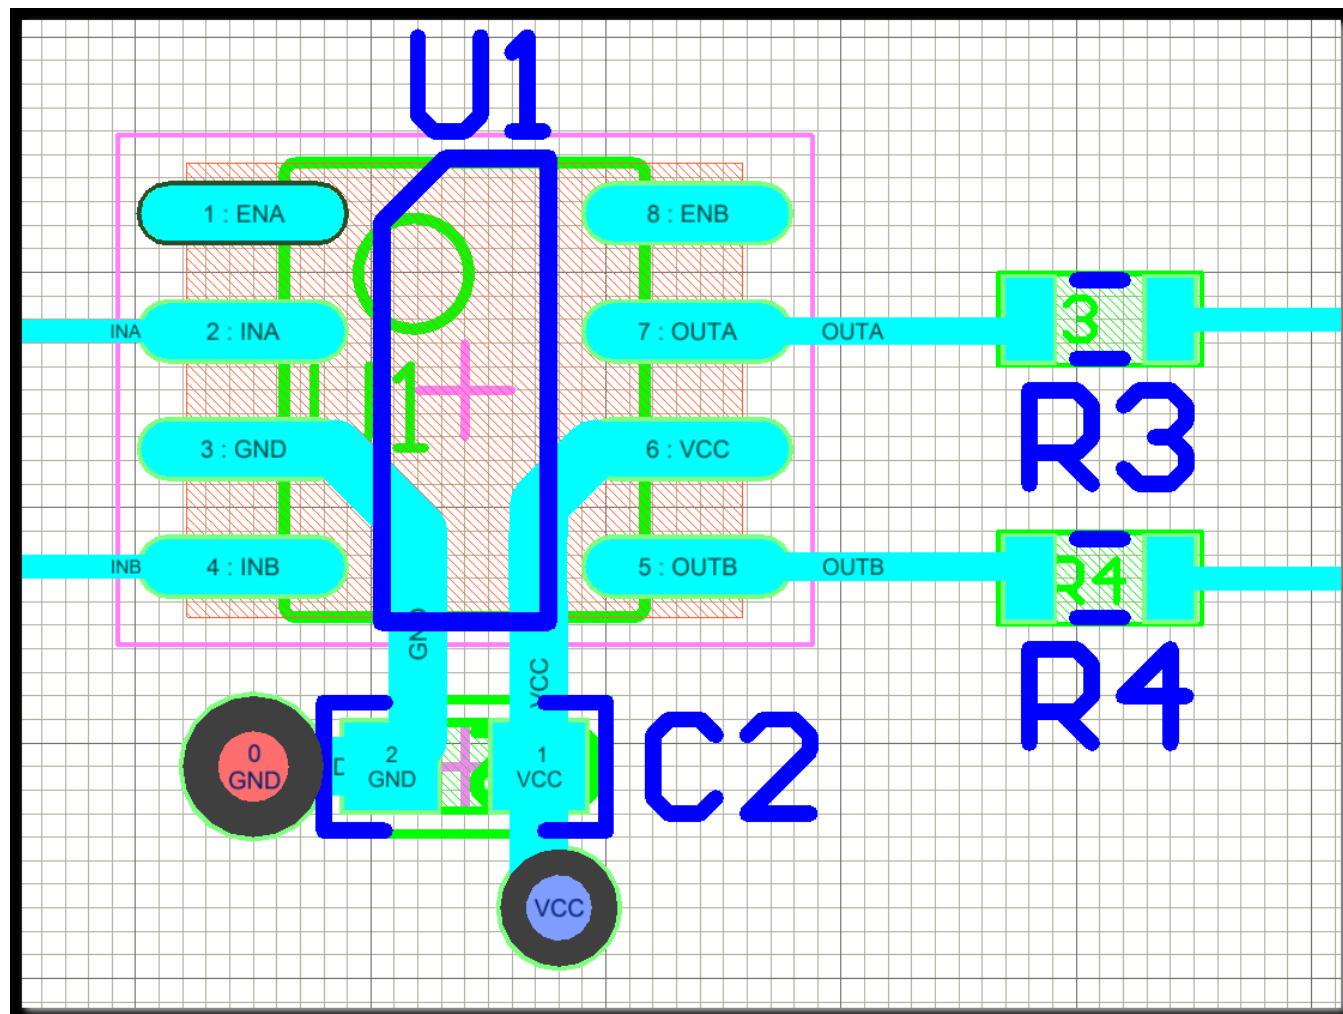 U1
1 : ENA
8 : ENB
INA
2 : INA
7 : OUTA
OUTA
3
R3
1
3 : GND
6 : VCC
INB
4 : INB
5 : OUTB
OUTB
R4
R4
GND
VCC
0
GND
D
2
GND
1
VCC
C2
VCC